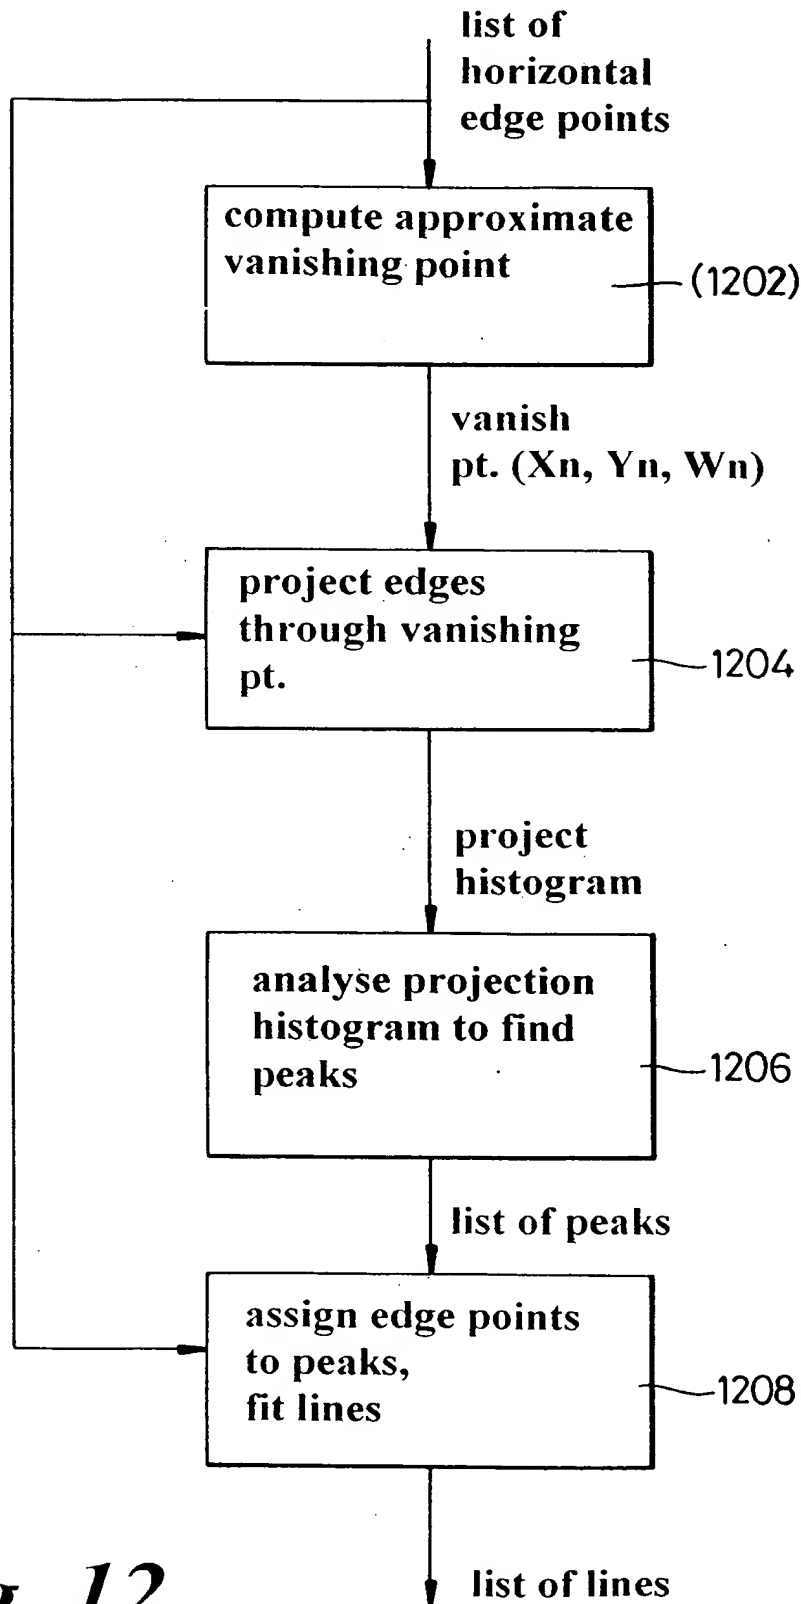 list of
horizontal
edge points
compute approximate
vanishing point
(1202)
vanish
pt. (Xn, Yn, Wn)
project edges
through vanishing
pt.
1204
project
histogram
analyse projection
histogram to find
peaks
1206
list of peaks
assign edge points
to peaks,
fit lines
1208
list of lines
12